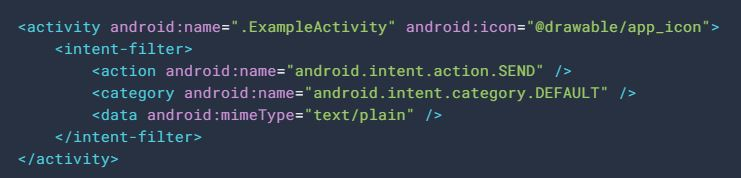 <activity android:name=".ExampleActivity" android:icon="@drawable/app_icon">
    <intent-filter>
        <action android:name="android.intent.action.SEND" />
        <category android:name="android.intent.category.DEFAULT" />
        <data android:mimeType="text/plain" />
    </intent-filter>
</activity>